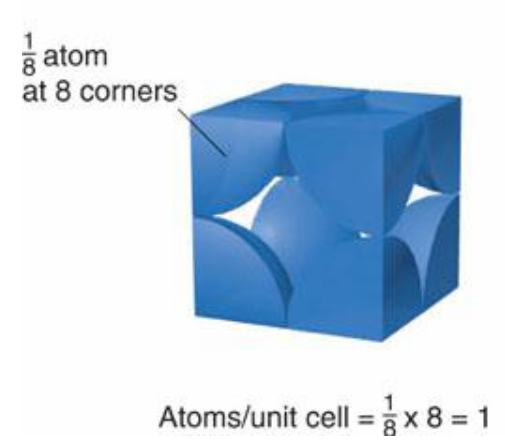 1/8 atom
at 8 corners
Atoms/unit cell = 1/8 x 8 = 1